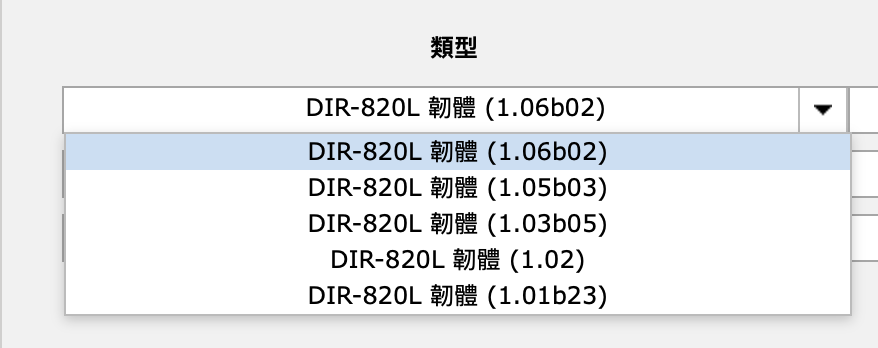 類型
DIR-820L 韌體 (1.06b02)
DIR-820L 韌體 (1.06b02)
DIR-820L 韌體 (1.05b03)
DIR-820L 韌體 (1.03b05)
DIR-820L 韌體 (1.02)
DIR-820L 韌體 (1.01b23)